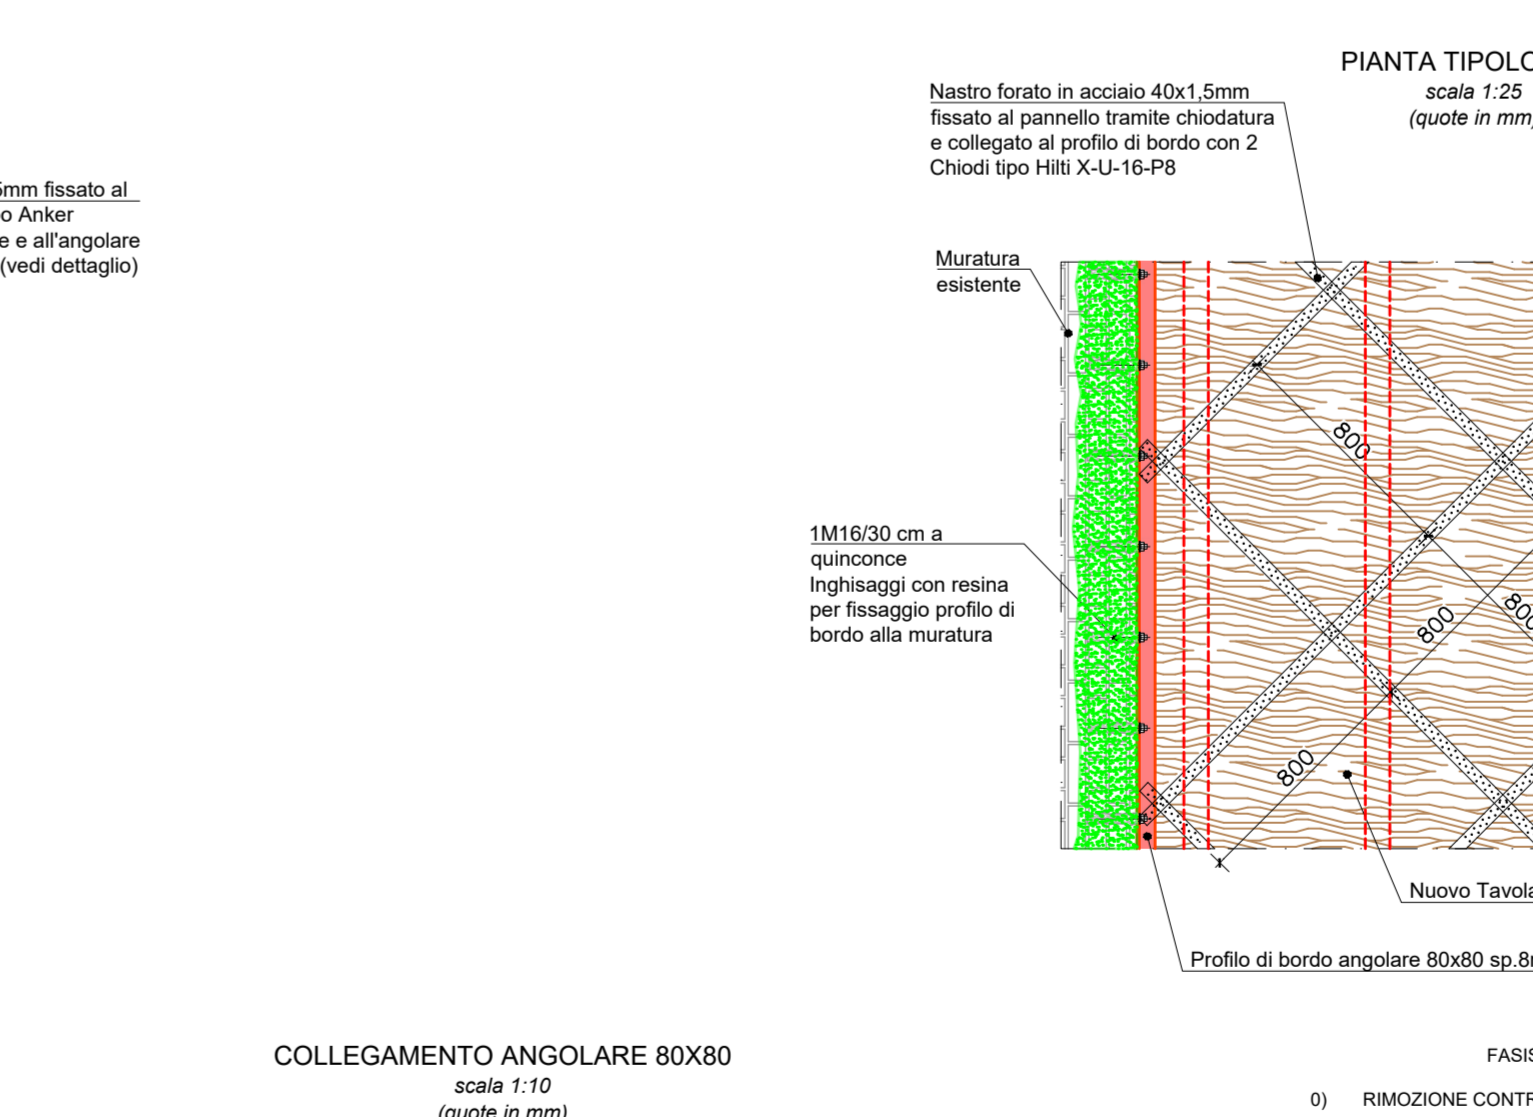 5mm fissato al
o Anker
e e all'angolare
(vedi dettaglio)
PIANTA TIPOLO
scala 1:25
(quote in mm)
Nastro forato in acciaio 40x1,5mm
fissato al pannello tramite chiodatura
e collegato al profilo di bordo con 2
Chiodi tipo Hilti X-U-16-P8
Muratura
esistente
1M16/30 cm a
quinconce
Inghisaggi con resina
per fissaggio profilo di
bordo alla muratura
800
800
800
800
Nuovo Tavola
Profilo di bordo angolare 80x80 sp.8m
COLLEGAMENTO ANGOLARE 80X80
scala 1:10
(quote in mm)
FASIS
0) RIMOZIONE CONTR